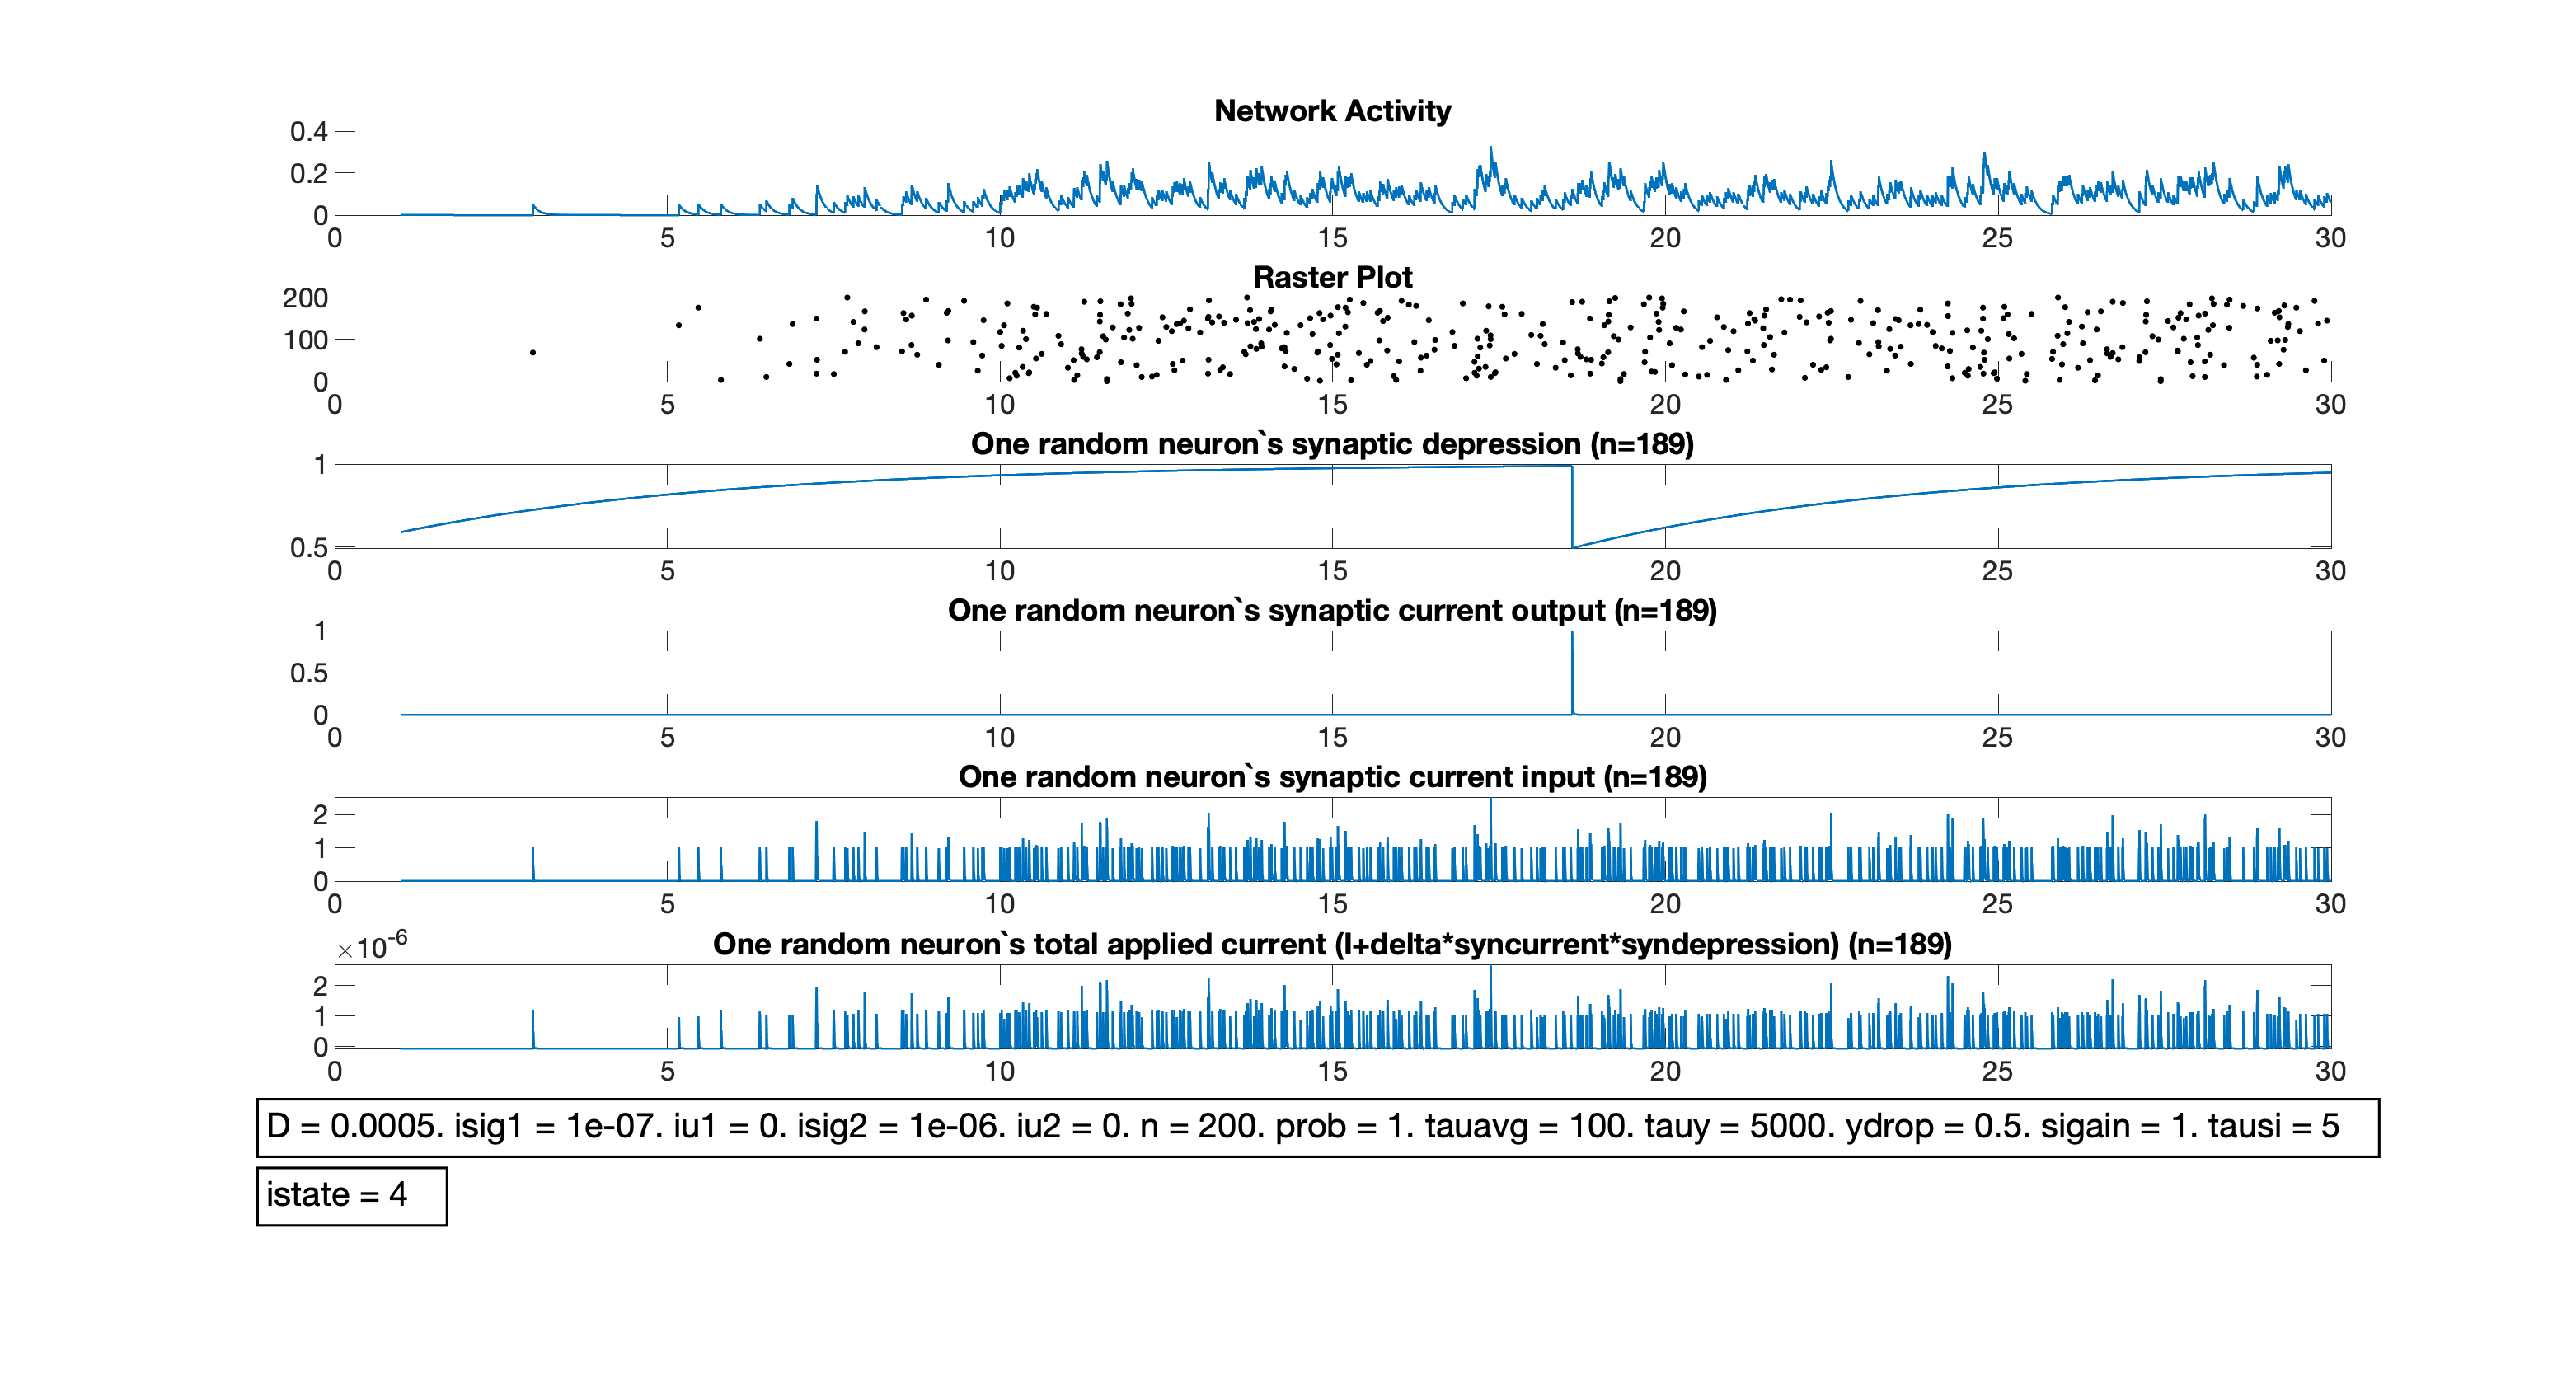 Network Activity
0.4
0.2
0
0 5 10 15 20 25 30
Raster Plot
200
100
0
0 5 10 15 20 25 30
One random neuron`s synaptic depression (n=189)
1
0.5
0 5 10 15 20 25 30
One random neuron`s synaptic current output (n=189)
1
0.5
0
0 5 10 15 20 25 30
One random neuron`s synaptic current input (n=189)
2
1
0
0 5 10 15 20 25 30
×10⁻⁶
One random neuron`s total applied current (I+delta*syncurrent*syndepression) (n=189)
2
1
0
0 5 10 15 20 25 30
D = 0.0005. isig1 = 1e-07. iu1 = 0. isig2 = 1e-06. iu2 = 0. n = 200. prob = 1. tauavg = 100. tauy = 5000. ydrop = 0.5. sigain = 1. tausi = 5
istate = 4